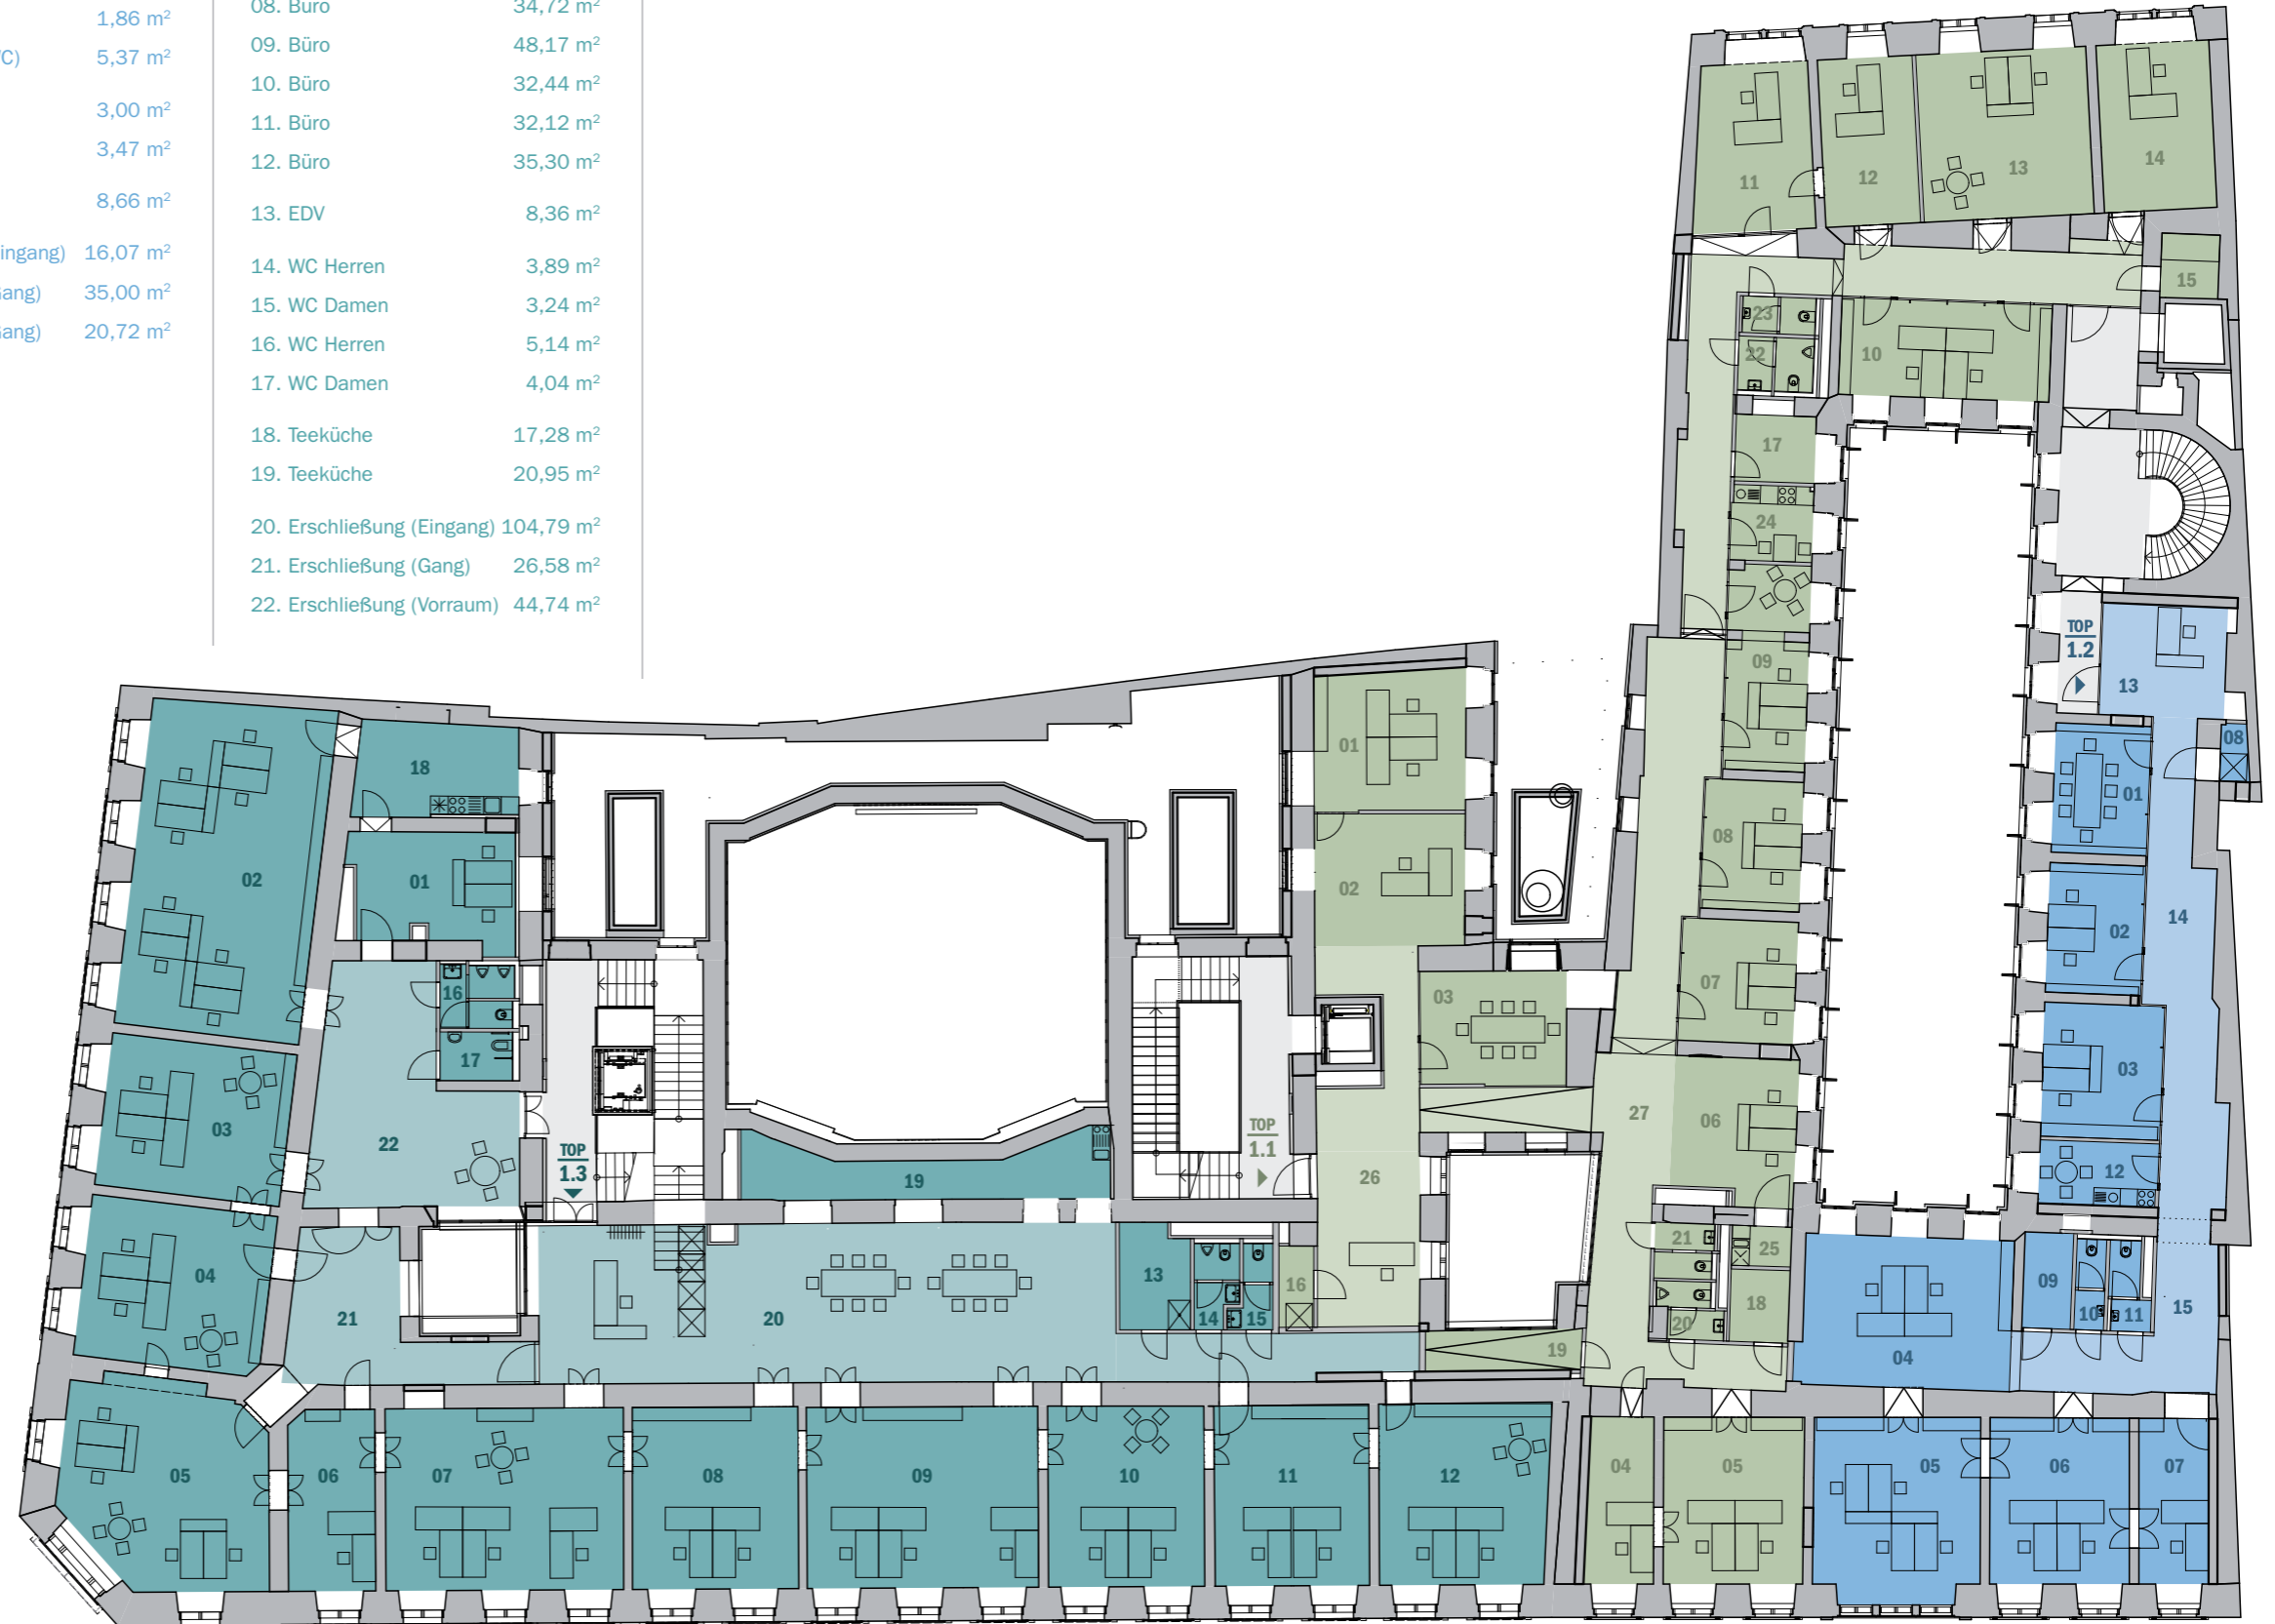 1,86 m²
VC) 5,37 m²
3,00 m²
3,47 m²
8,66 m²
ingang) 16,07 m²
Gang) 35,00 m²
Gang) 20,72 m²
08. Büro 34,72 m²
09. Büro 48,17 m²
10. Büro 32,44 m²
11. Büro 32,12 m²
12. Büro 35,30 m²
13. EDV 8,36 m²
14. WC Herren 3,89 m²
15. WC Damen 3,24 m²
16. WC Herren 5,14 m²
17. WC Damen 4,04 m²
18. Teeküche 17,28 m²
19. Teeküche 20,95 m²
20. Erschließung (Eingang) 104,79 m²
21. Erschließung (Gang) 26,58 m²
22. Erschließung (Vorraum) 44,74 m²
11
12
13
14
15
23
22
10
17
24
09
TOP
1.2
13
08
01
02
14
03
12
08
07
06
27
01
02
03
26
TOP
1.1
16
19
21
25
20
18
04
05
04
09
10
11
15
05
06
07
18
02
01
16
17
03
22
TOP
1.3
19
04
21
20
13
14
15
05
06
07
08
09
10
11
12